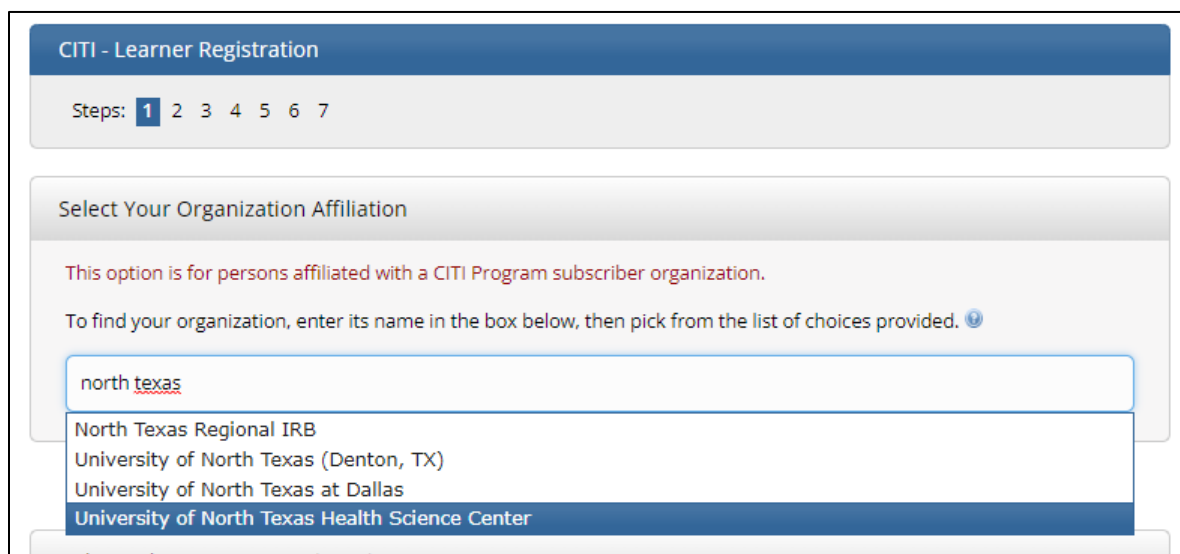 CITI - Learner Registration
Steps: 1 2 3 4 5 6 7
Select Your Organization Affiliation
This option is for persons affiliated with a CITI Program subscriber organization.
To find your organization, enter its name in the box below, then pick from the list of choices provided.
north texas
North Texas Regional IRB
University of North Texas (Denton, TX)
University of North Texas at Dallas
University of North Texas Health Science Center